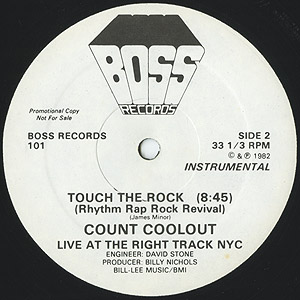 BOSS
RECORDS
Promotional Copy
Not For Sale
BOSS RECORDS
101
SIDE 2
33 1/3 RPM
© & ℗ 1982
INSTRUMENTAL
TOUCH THE ROCK (8:45)
(Rhythm Rap Rock Revival)
(James Minor)
COUNT COOLOUT
LIVE AT THE RIGHT TRACK NYC
ENGINEER: DAVID STONE
PRODUCER: BILLY NICHOLS
BILL-LEE MUSIC/BMI